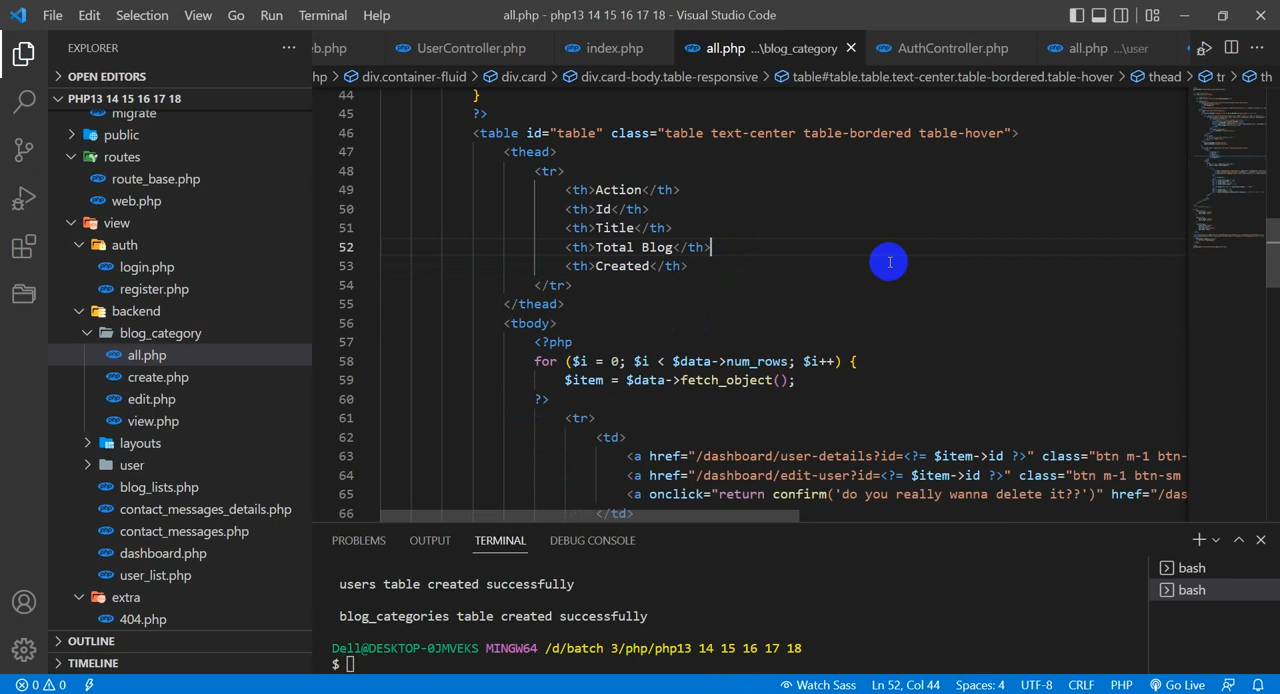 File Edit Selection View Go Run Terminal Help all.php - php13 14 15 16 17 18 - Visual Studio Code
EXPLORER
OPEN EDITORS
PHP13 14 15 16 17 18
migrate
public
routes
route_base.php
web.php
view
auth
login.php
register.php
backend
blog_category
all.php
create.php
edit.php
view.php
layouts
user
blog_lists.php
contact_messages_details.php
contact_messages.php
dashboard.php
user_list.php
extra
404.php
OUTLINE
TIMELINE
eb.php UserController.php index.php all.php ...\blog_category AuthController.php all.php ...\user
hp > div.container-fluid > div.card > div.card-body.table-responsive > table#table.table.text-center.table-bordered.table-hover > thead > tr > th
44 }
45 ?>
46 <table id="table" class="table text-center table-bordered table-hover">
47 <thead>
48 <tr>
49 <th>Action</th>
50 <th>Id</th>
51 <th>Title</th>
52 <th>Total Blog</th>
53 <th>Created</th>
54 </tr>
55 </thead>
56 <tbody>
57 <?php
58 for ($i = 0; $i < $data->num_rows; $i++) {
59 $item = $data->fetch_object();
60 ?>
61 <tr>
62 <td>
63 <a href="/dashboard/user-details?id=<?= $item->id ?>" class="btn m-1 btn-
64 <a href="/dashboard/edit-user?id=<?= $item->id ?>" class="btn m-1 btn-sm
65 <a onclick="return confirm('do you really wanna delete it??')" href="/das
66 </td>
PROBLEMS OUTPUT TERMINAL DEBUG CONSOLE
users table created successfully
blog_categories table created successfully
Dell@DESKTOP-0JMVEKS MINGW64 /d/batch 3/php/php13 14 15 16 17 18
$
bash
bash
0 0 Watch Sass Ln 52, Col 44 Spaces: 4 UTF-8 CRLF PHP Go Live